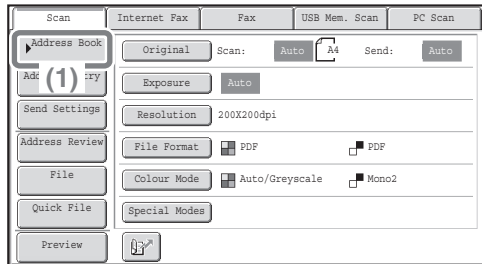 Scan Internet Fax Fax USB Mem. Scan PC Scan
Address Book Original Scan: Auto A4 Send: Auto
(1) Exposure Auto
Send Settings Resolution 200X200dpi
Address Review File Format PDF PDF
File Colour Mode Auto/Greyscale Mono2
Quick File Special Modes
Preview